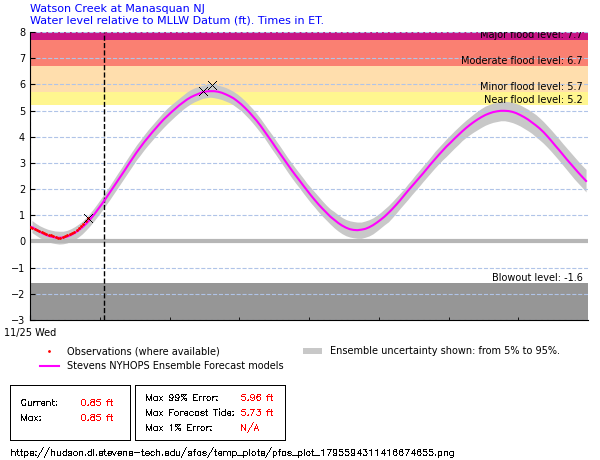 Watson Creek at Manasquan NJ
Water level relative to MLLW Datum (ft). Times in ET.
8
Major flood level: 7.7
7
Moderate flood level: 6.7
6
Minor flood level: 5.7
Near flood level: 5.2
5
4
3
2
1
0
−1
Blowout level: -1.6
−2
−3
11/25 Wed
Observations (where available)
Stevens NYHOPS Ensemble Forecast models
Ensemble uncertainty shown: from 5% to 95%.
Current: 0.85 ft
Max: 0.85 ft
Max 99% Error: 5.96 ft
Max Forecast Tide: 5.73 ft
Max 1% Error: N/A
https://hudson.dl.stevens-tech.edu/sfas/temp_plots/pfas_plot_1795594311416674655.png